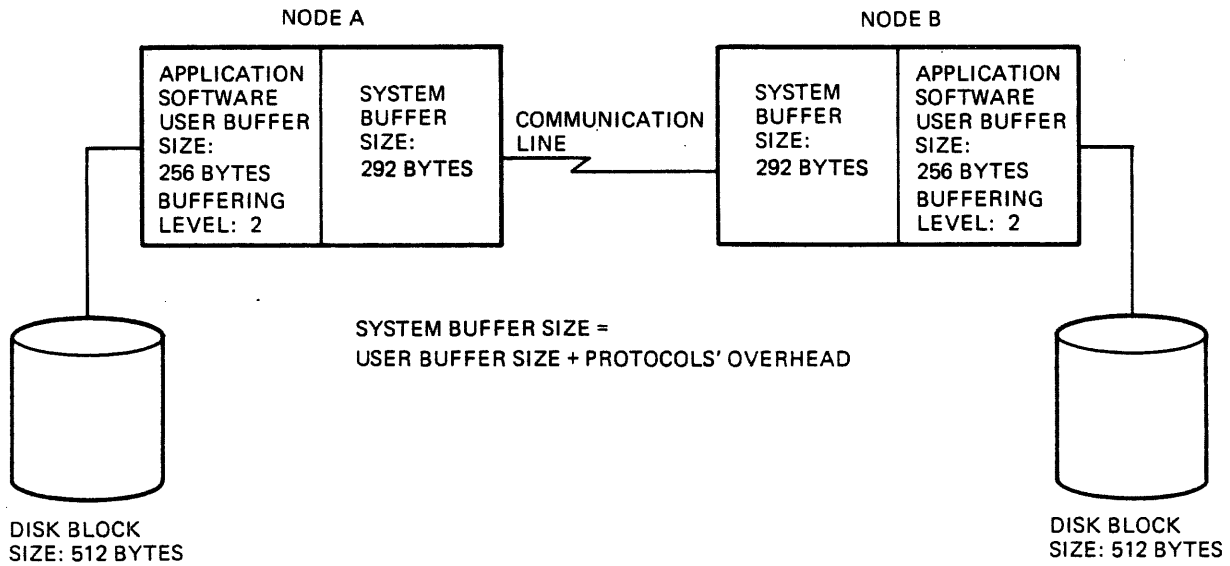 NODE A
NODE B
APPLICATION
SOFTWARE
USER BUFFER
SIZE:
256 BYTES
BUFFERING
LEVEL: 2
SYSTEM
BUFFER
SIZE:
292 BYTES
COMMUNICATION
LINE
SYSTEM
BUFFER
SIZE:
292 BYTES
APPLICATION
SOFTWARE
USER BUFFER
SIZE:
256 BYTES
BUFFERING
LEVEL: 2
SYSTEM BUFFER SIZE =
USER BUFFER SIZE + PROTOCOLS' OVERHEAD
DISK BLOCK
SIZE: 512 BYTES
DISK BLOCK
SIZE: 512 BYTES